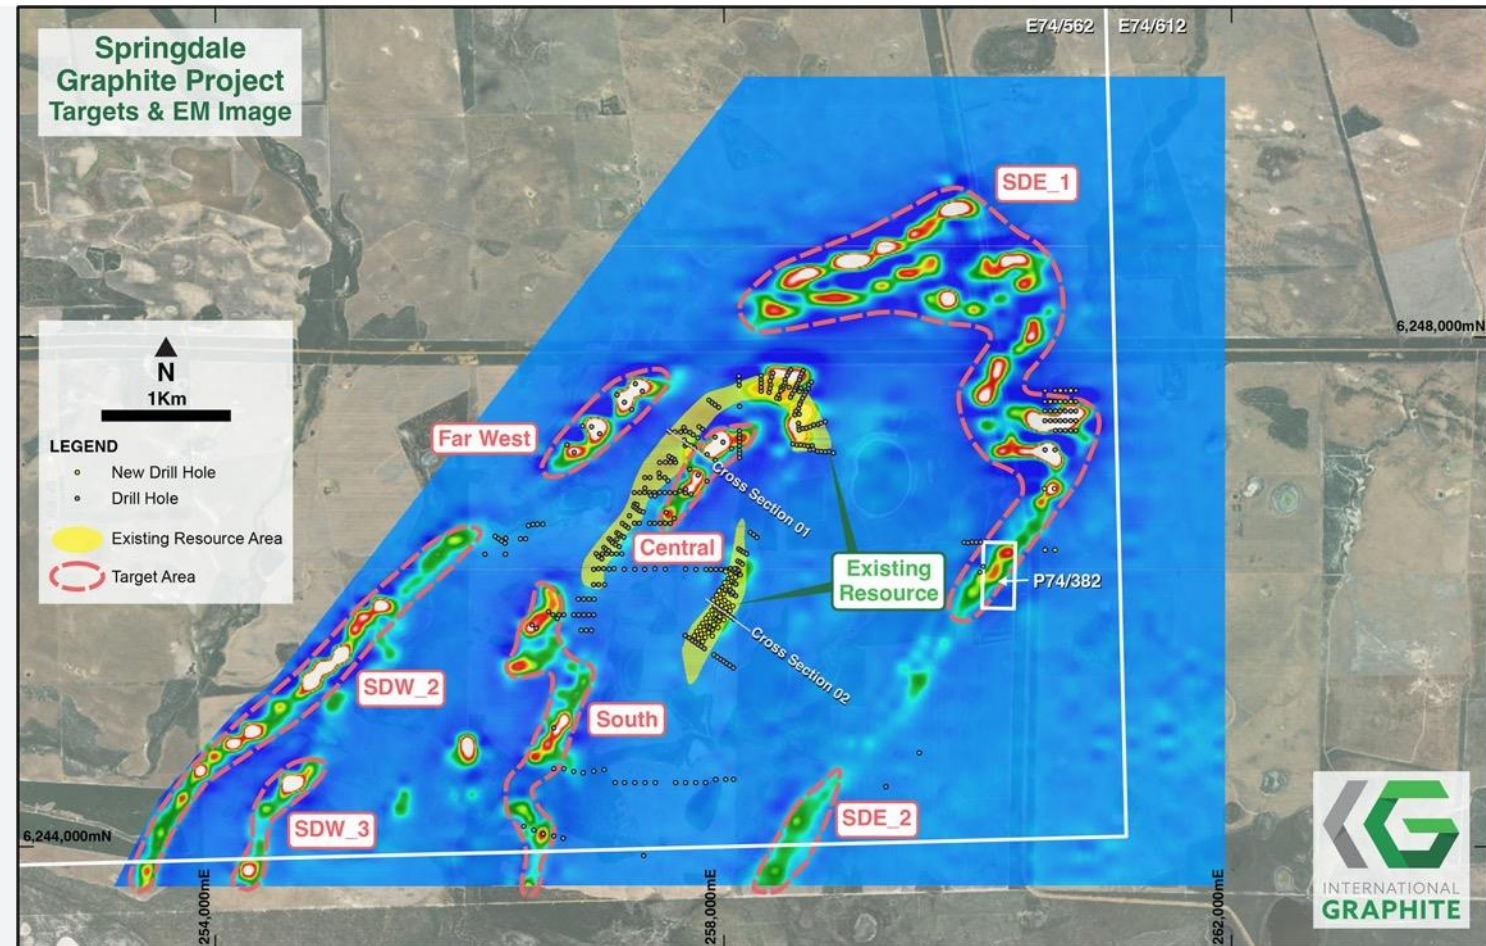 Springdale
Graphite Project
Targets & EM Image
E74/562
E74/612
SDE_1
6,248,000mN
N
1Km
LEGEND
New Drill Hole
Drill Hole
Existing Resource Area
Target Area
Far West
Cross Section 01
Central
Existing
Resource
P74/382
Cross Section 02
SDW_2
South
SDW_3
SDE_2
6,244,000mN
254,000mE
258,000mE
262,000mE
INTERNATIONAL
GRAPHITE